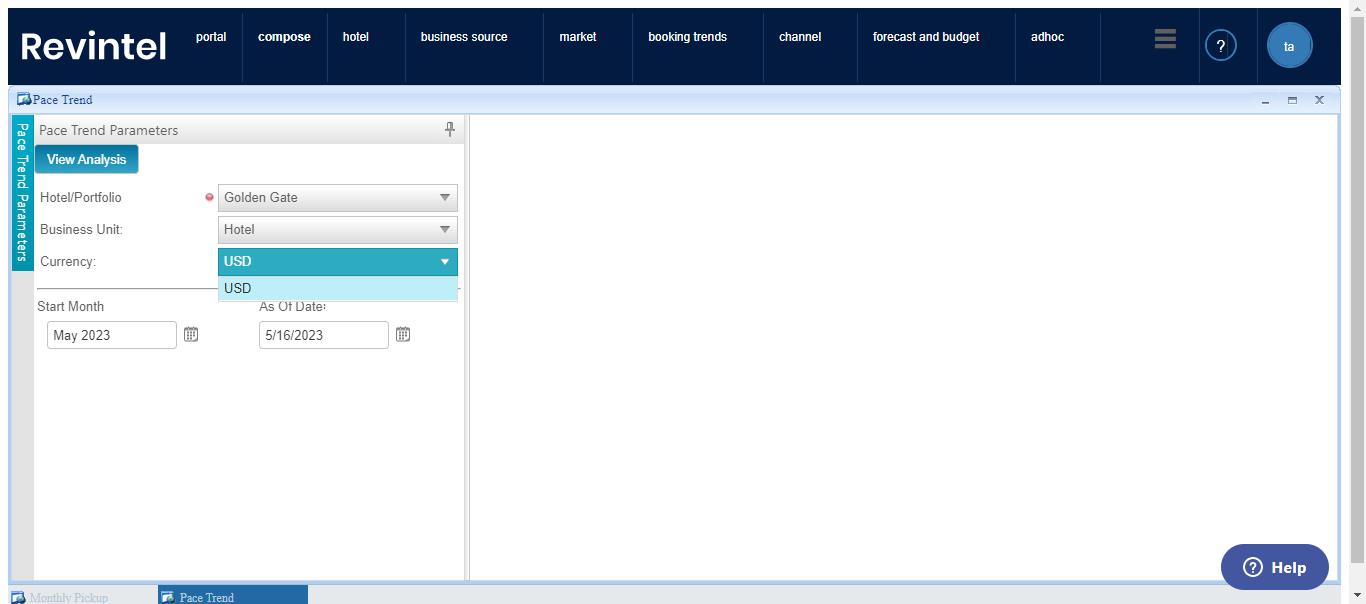 Revintel
portal
compose
hotel
business source
market
booking trends
channel
forecast and budget
adhoc
?
ta
Pace Trend
Pace Trend Parameters
Pace Trend Parameters
View Analysis
Hotel/Portfolio
Golden Gate
Business Unit:
Hotel
Currency:
USD
USD
Start Month
As Of Date:
May 2023
5/16/2023
? Help
Monthly Pickup
Pace Trend